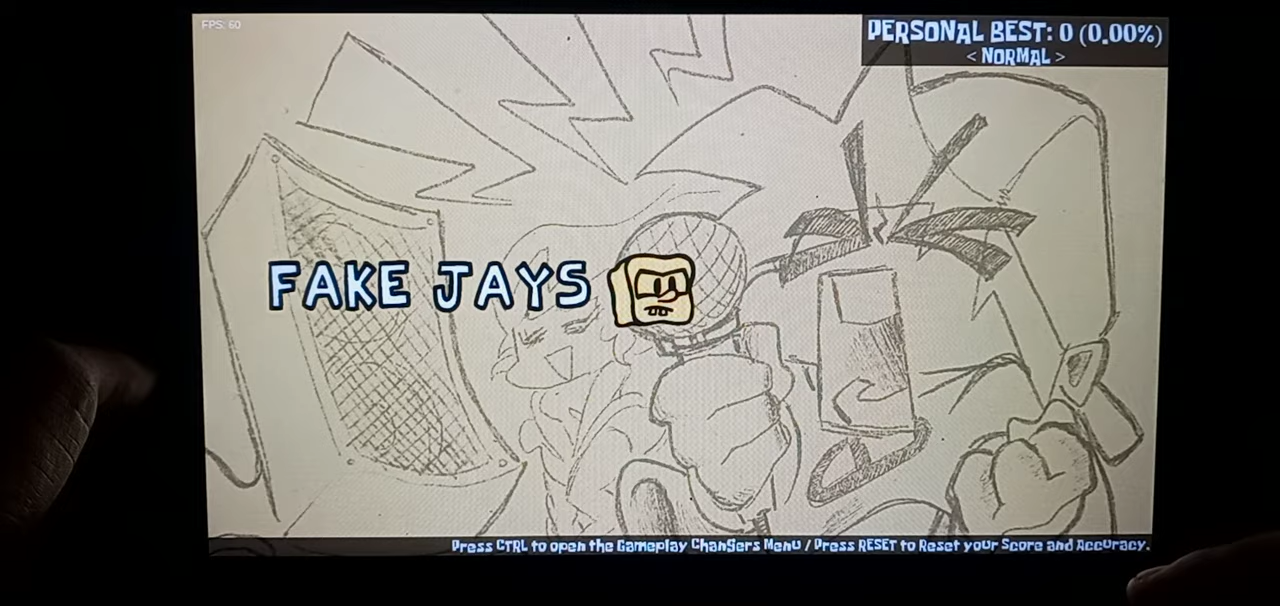 FPS: 60
PERSONAL BEST: 0 (0.00%)
< NORMAL >
FAKE JAYS
Press CTRL to open the Gameplay Changers Menu / Press RESET to Reset your Score and Accuracy.